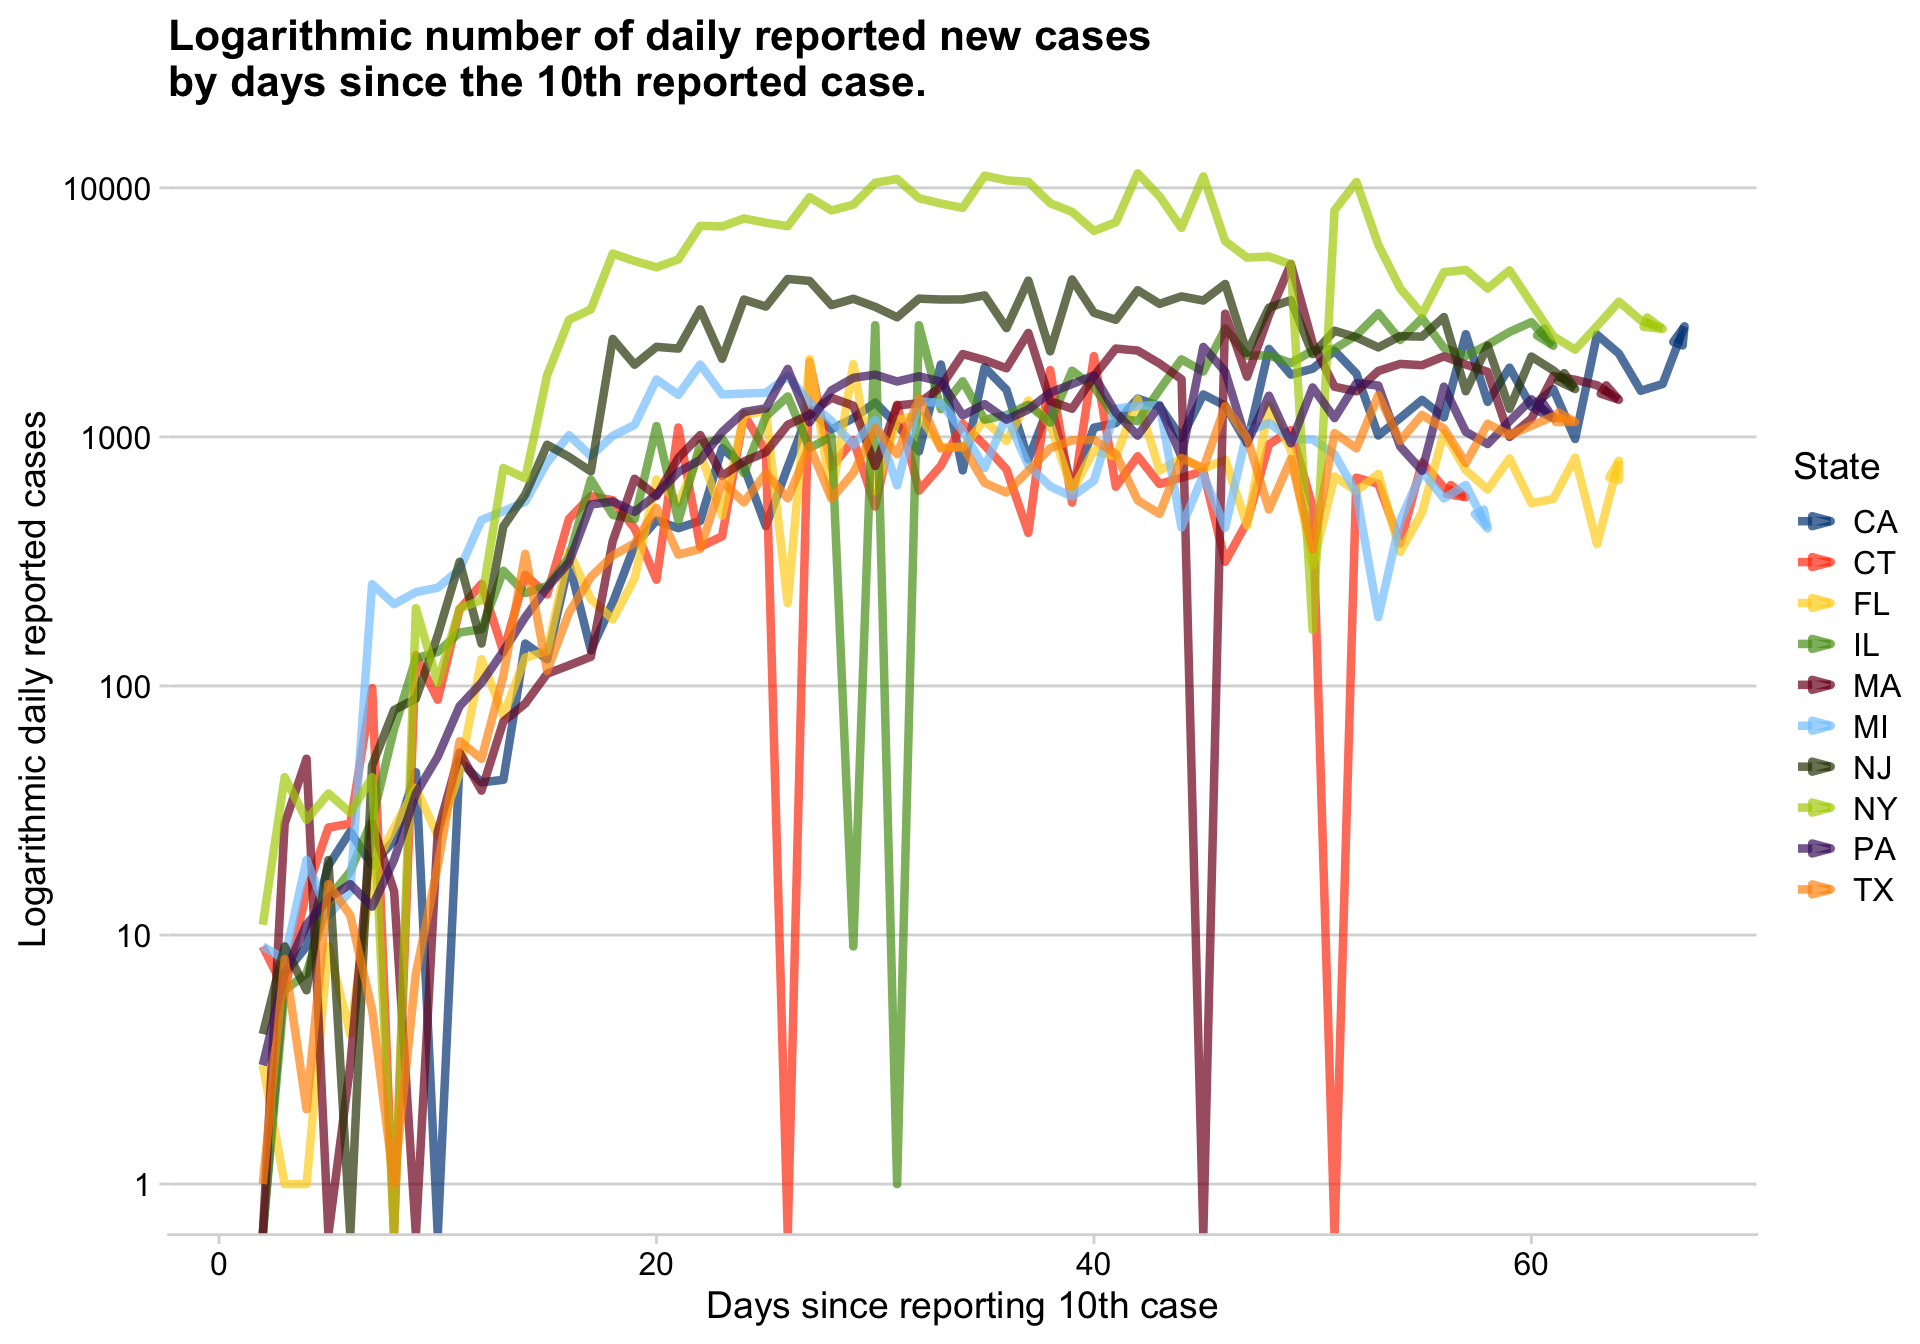 Logarithmic number of daily reported new cases
by days since the 10th reported case.
10000
1000
100
10
1
Logarithmic daily reported cases
0
20
40
60
Days since reporting 10th case
State
CA
CT
FL
IL
MA
MI
NJ
NY
PA
TX